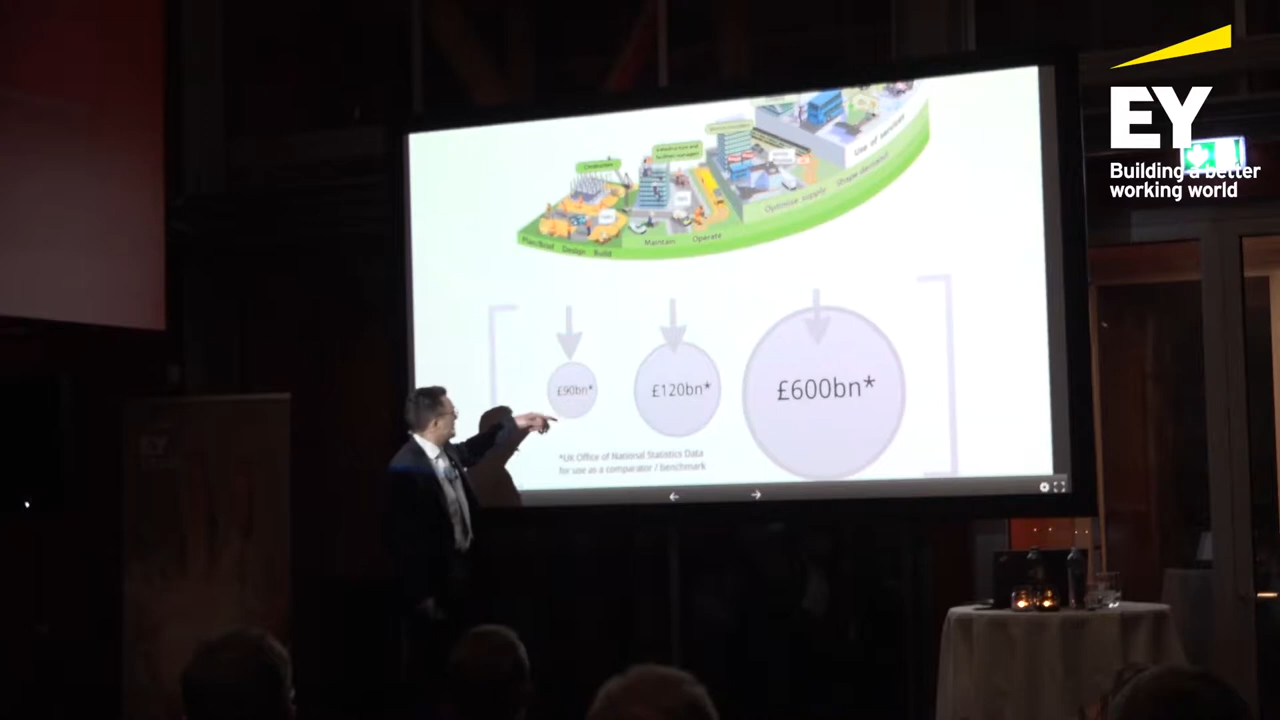 EY
Building a better
working world
Use of services
Optimise supply
Shape demand
Plan/Brief
Design
Build
Maintain
Operate
£90bn*
£120bn*
£600bn*
*UK Office of National Statistics Data
for use as a comparator / benchmark